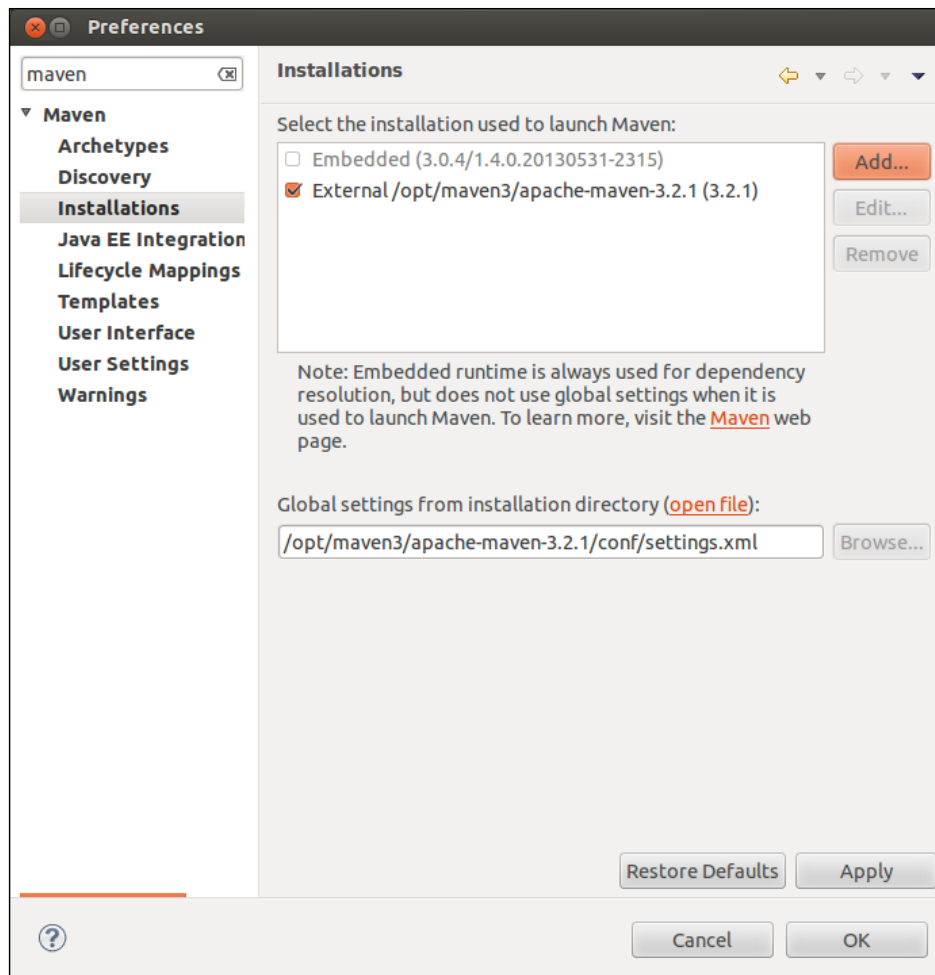 Preferences
maven
Maven
Archetypes
Discovery
Installations
Java EE Integration
Lifecycle Mappings
Templates
User Interface
User Settings
Warnings
Installations
Select the installation used to launch Maven:
Embedded (3.0.4/1.4.0.20130531-2315)
External /opt/maven3/apache-maven-3.2.1 (3.2.1)
Add...
Edit...
Remove
Note: Embedded runtime is always used for dependency
resolution, but does not use global settings when it is
used to launch Maven. To learn more, visit the Maven web
page.
Global settings from installation directory (open file):
/opt/maven3/apache-maven-3.2.1/conf/settings.xml
Browse...
Restore Defaults
Apply
Cancel
OK